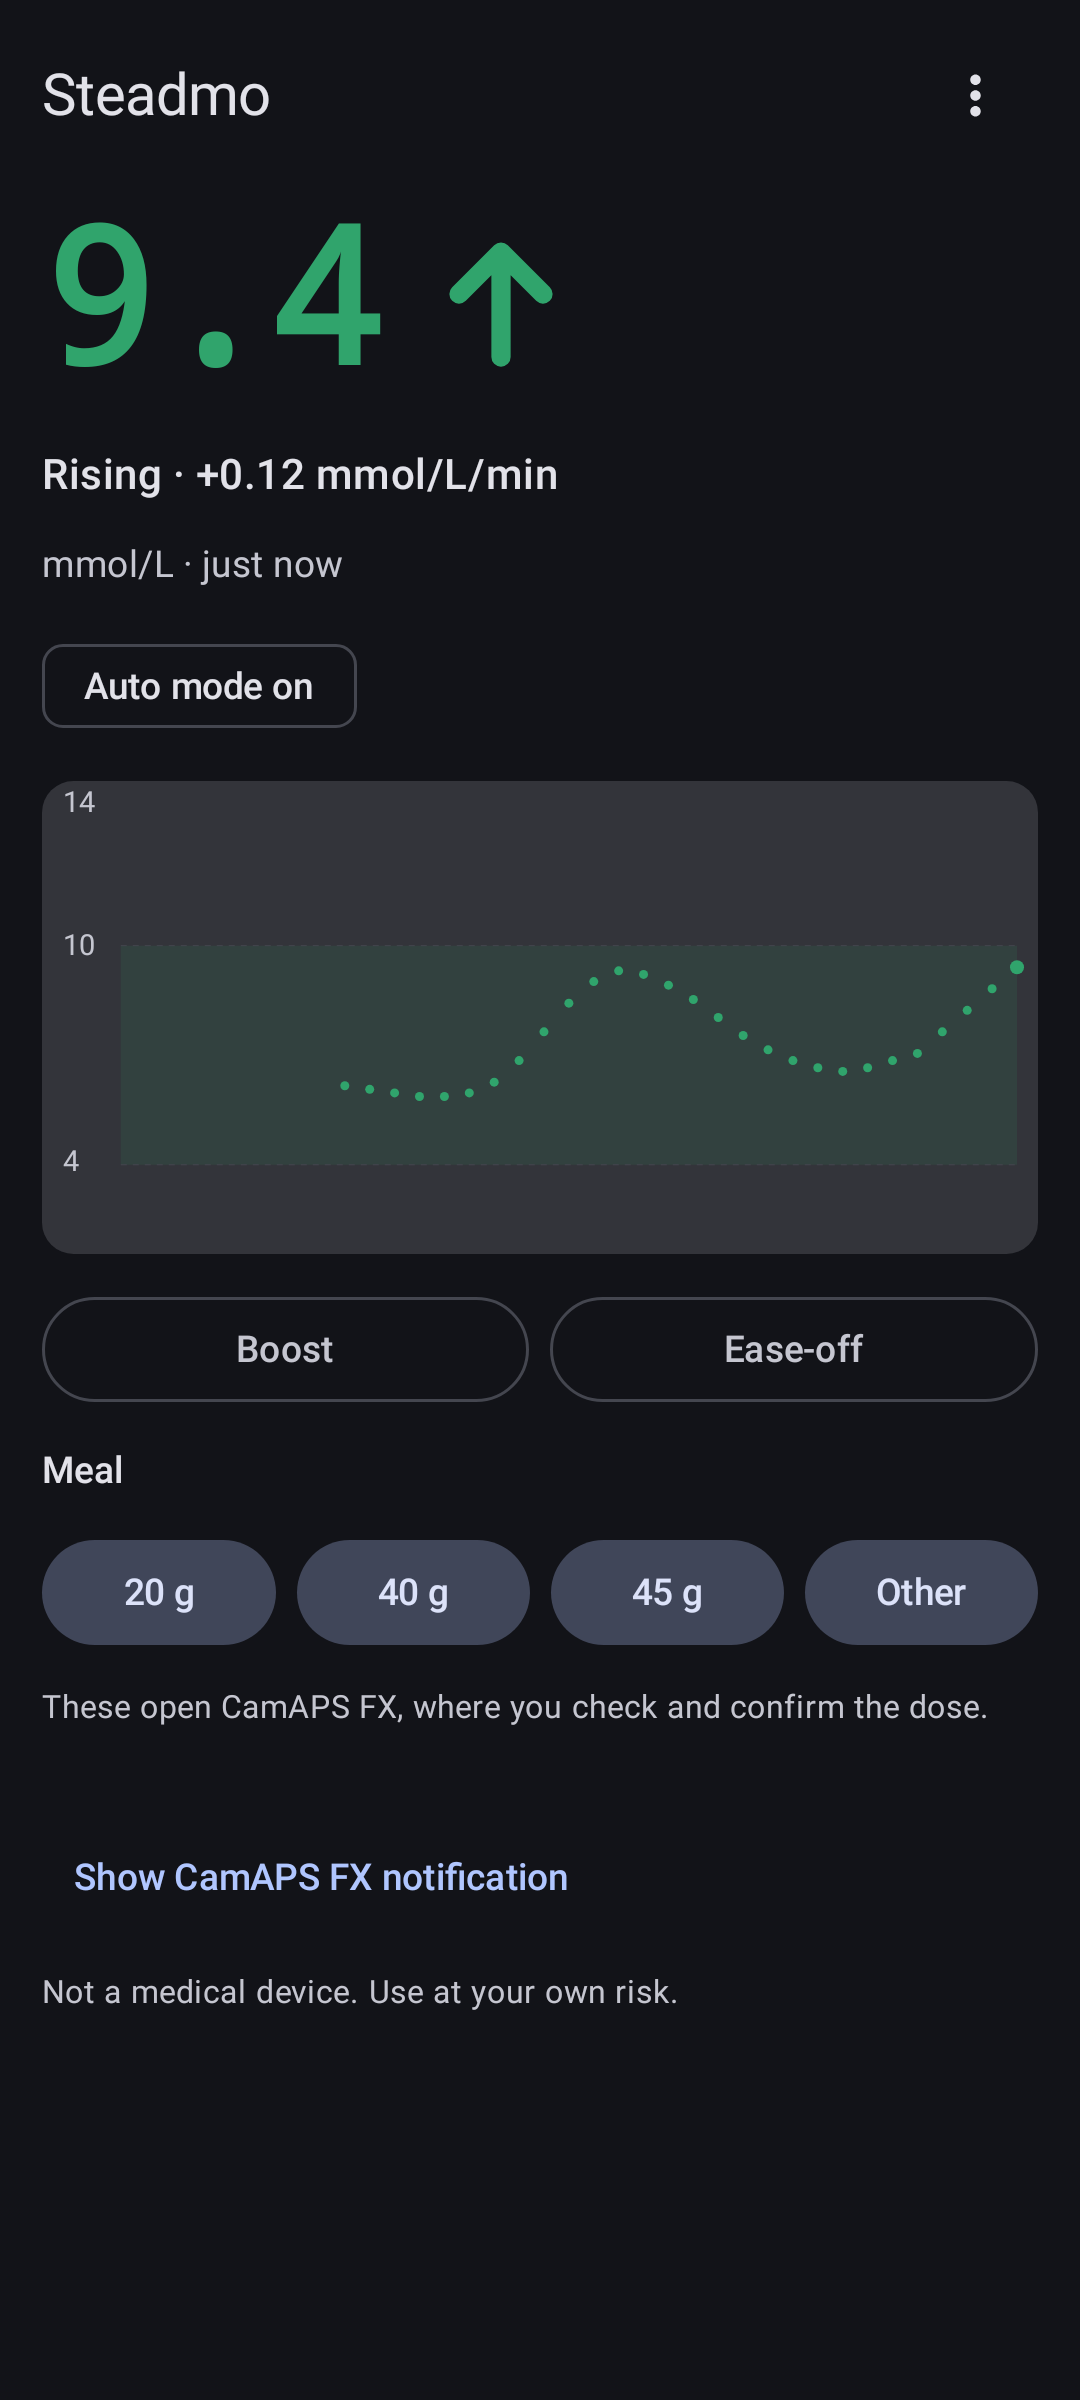 Steadmo
9.4
Rising · +0.12 mmol/L/min
mmol/L · just now
Auto mode on
14
10
4
Boost
Ease-off
Meal
20 g
40 g
45 g
Other
These open CamAPS FX, where you check and confirm the dose.
Show CamAPS FX notification
Not a medical device. Use at your own risk.